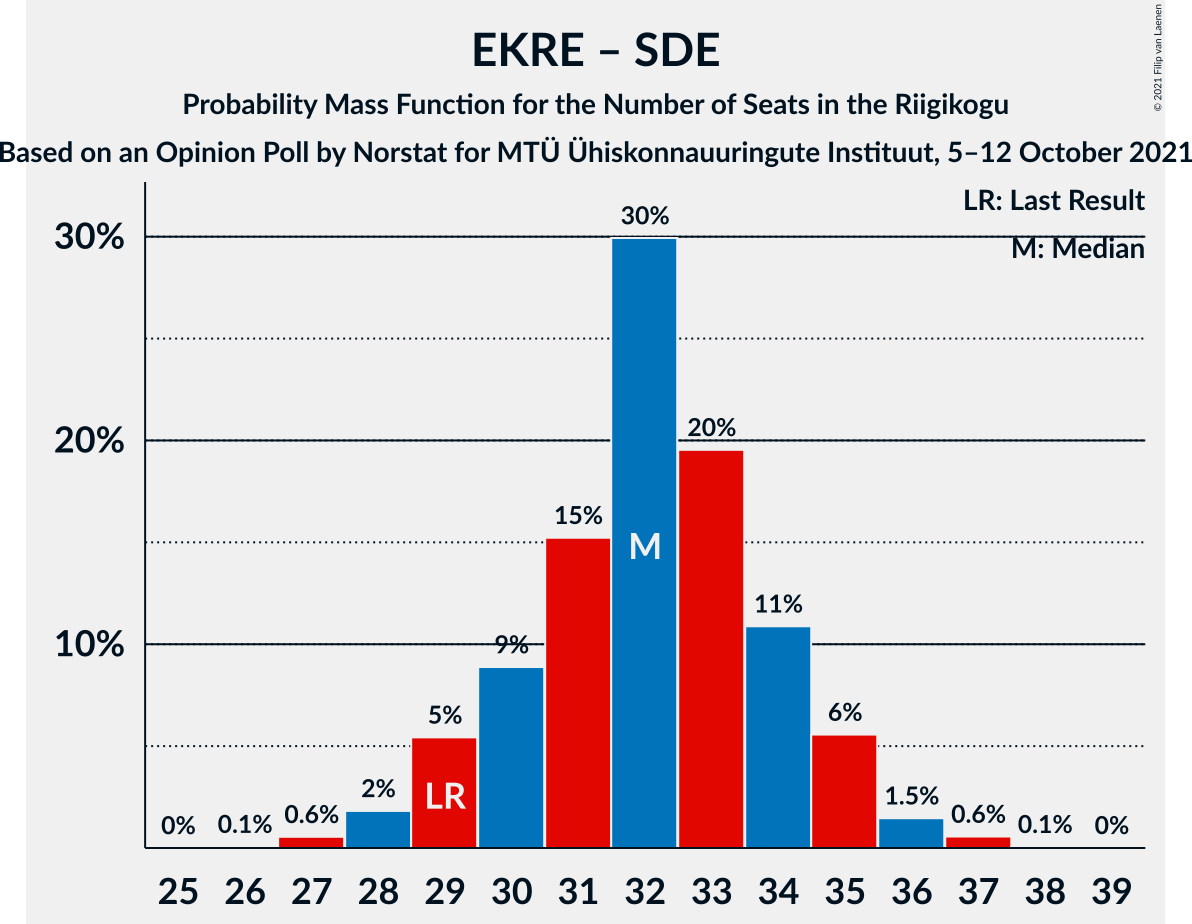 EKRE – SDE
Probability Mass Function for the Number of Seats in the Riigikogu
Based on an Opinion Poll by Norstat for MTÜ Ühiskonnauuringute Instituut, 5–12 October 2021
© 2021 Filip van Laenen
LR: Last Result
M: Median
30%
20%
10%
0%
0.1%
0.6%
2%
5%
9%
15%
30%
20%
11%
6%
1.5%
0.6%
0.1%
0%
LR
M
25 26 27 28 29 30 31 32 33 34 35 36 37 38 39